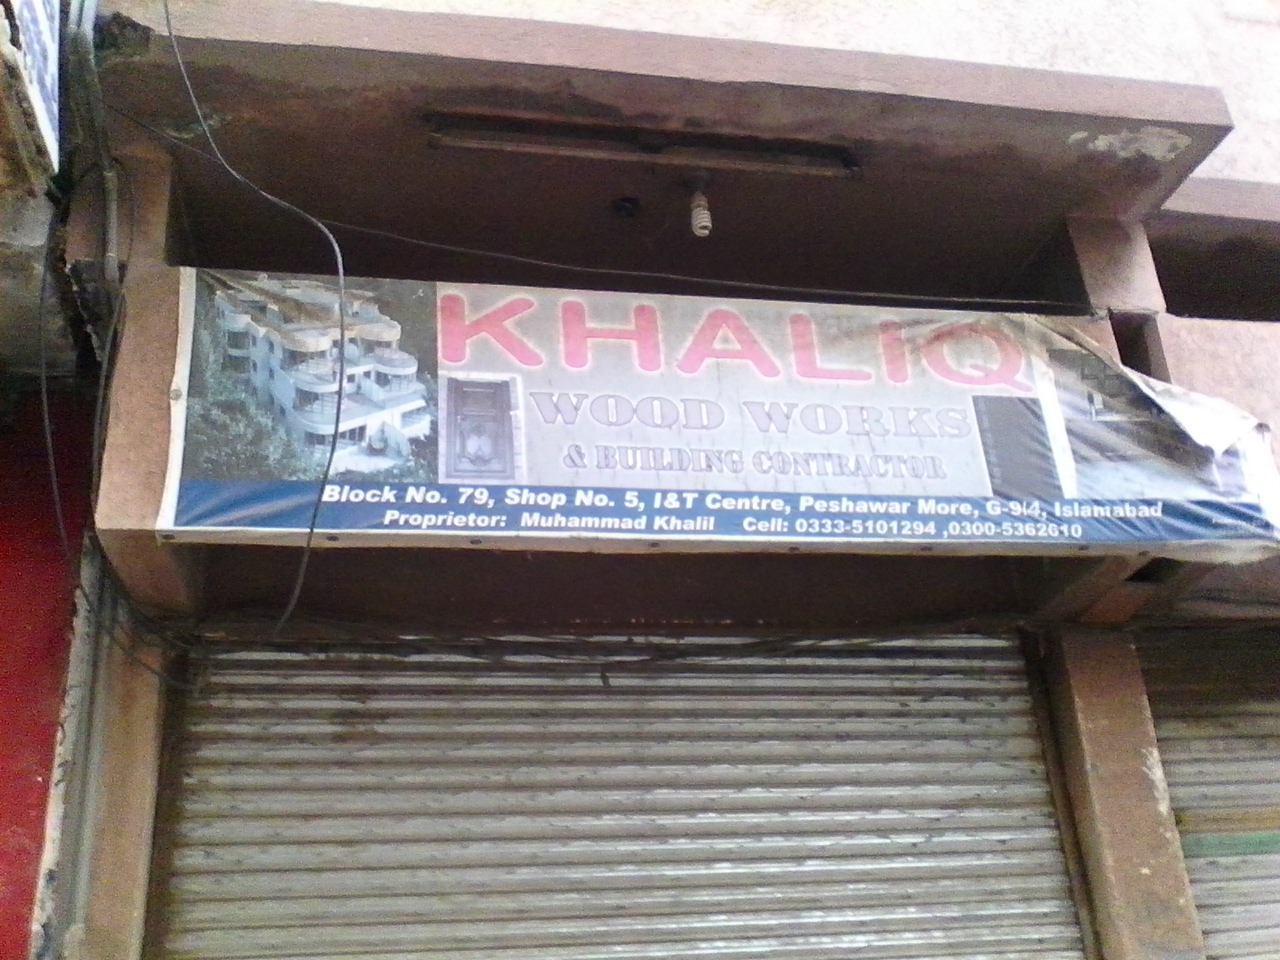 KHALIQ
WOOD WORKS
& BUILDING CONTRACTOR
Block No. 79, Shop No. 5, I&T Centre, Peshawar More, G-9/4, Islamabad
Proprietor: Muhammad Khalil Cell: 0333-5101294 ,0300-5362610